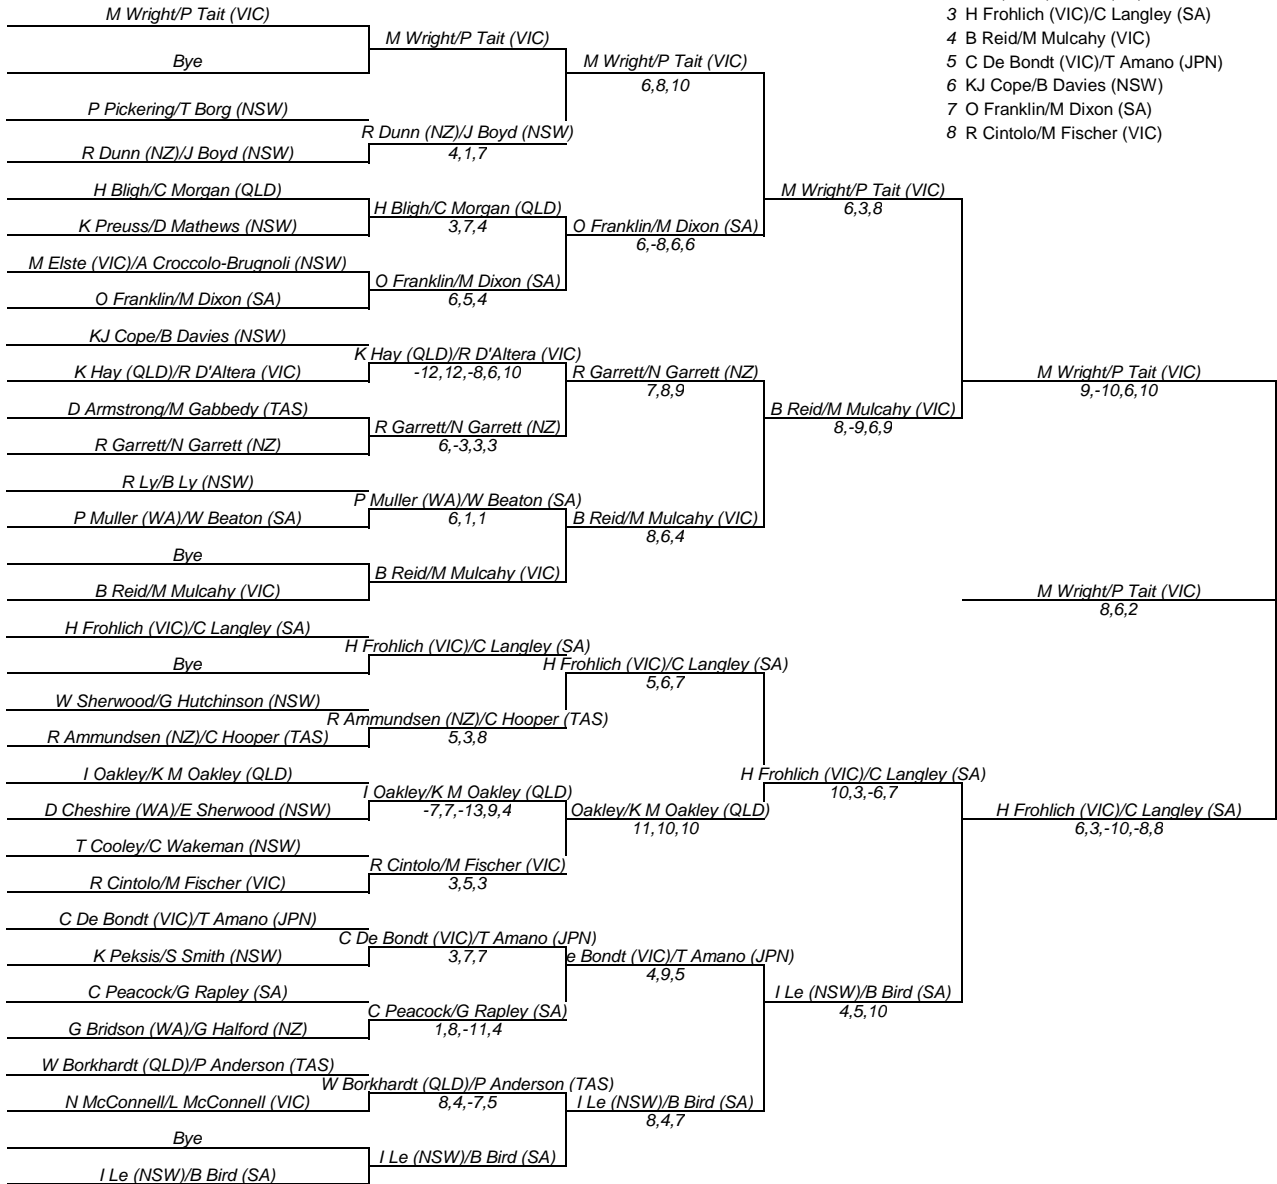 M Wright/P Tait (VIC)
Bye
P Pickering/T Borg (NSW)
R Dunn (NZ)/J Boyd (NSW)
H Bligh/C Morgan (QLD)
K Preuss/D Mathews (NSW)
M Elste (VIC)/A Croccolo-Brugnoli (NSW)
O Franklin/M Dixon (SA)
KJ Cope/B Davies (NSW)
K Hay (QLD)/R D'Altera (VIC)
D Armstrong/M Gabbedy (TAS)
R Garrett/N Garrett (NZ)
R Ly/B Ly (NSW)
P Muller (WA)/W Beaton (SA)
Bye
B Reid/M Mulcahy (VIC)
H Frohlich (VIC)/C Langley (SA)
Bye
W Sherwood/G Hutchinson (NSW)
R Ammundsen (NZ)/C Hooper (TAS)
I Oakley/K M Oakley (QLD)
D Cheshire (WA)/E Sherwood (NSW)
T Cooley/C Wakeman (NSW)
R Cintolo/M Fischer (VIC)
C De Bondt (VIC)/T Amano (JPN)
K Peksis/S Smith (NSW)
C Peacock/G Rapley (SA)
G Bridson (WA)/G Halford (NZ)
W Borkhardt (QLD)/P Anderson (TAS)
N McConnell/L McConnell (VIC)
Bye
I Le (NSW)/B Bird (SA)
M Wright/P Tait (VIC)
R Dunn (NZ)/J Boyd (NSW)
4,1,7
H Bligh/C Morgan (QLD)
3,7,4
O Franklin/M Dixon (SA)
6,5,4
K Hay (QLD)/R D'Altera (VIC)
-12,12,-8,6,10
R Garrett/N Garrett (NZ)
6,-3,3,3
P Muller (WA)/W Beaton (SA)
6,1,1
B Reid/M Mulcahy (VIC)
H Frohlich (VIC)/C Langley (SA)
R Ammundsen (NZ)/C Hooper (TAS)
5,3,8
I Oakley/K M Oakley (QLD)
-7,7,-13,9,4
R Cintolo/M Fischer (VIC)
3,5,3
C De Bondt (VIC)/T Amano (JPN)
3,7,7
C Peacock/G Rapley (SA)
1,8,-11,4
W Borkhardt (QLD)/P Anderson (TAS)
8,4,-7,5
I Le (NSW)/B Bird (SA)
M Wright/P Tait (VIC)
6,8,10
O Franklin/M Dixon (SA)
6,-8,6,6
R Garrett/N Garrett (NZ)
7,8,9
B Reid/M Mulcahy (VIC)
8,6,4
H Frohlich (VIC)/C Langley (SA)
5,6,7
Oakley/K M Oakley (QLD)
11,10,10
e Bondt (VIC)/T Amano (JPN)
4,9,5
I Le (NSW)/B Bird (SA)
8,4,7
M Wright/P Tait (VIC)
6,3,8
B Reid/M Mulcahy (VIC)
8,-9,6,9
H Frohlich (VIC)/C Langley (SA)
10,3,-6,7
I Le (NSW)/B Bird (SA)
4,5,10
3 H Frohlich (VIC)/C Langley (SA)
4 B Reid/M Mulcahy (VIC)
5 C De Bondt (VIC)/T Amano (JPN)
6 KJ Cope/B Davies (NSW)
7 O Franklin/M Dixon (SA)
8 R Cintolo/M Fischer (VIC)
M Wright/P Tait (VIC)
9,-10,6,10
M Wright/P Tait (VIC)
8,6,2
H Frohlich (VIC)/C Langley (SA)
6,3,-10,-8,8